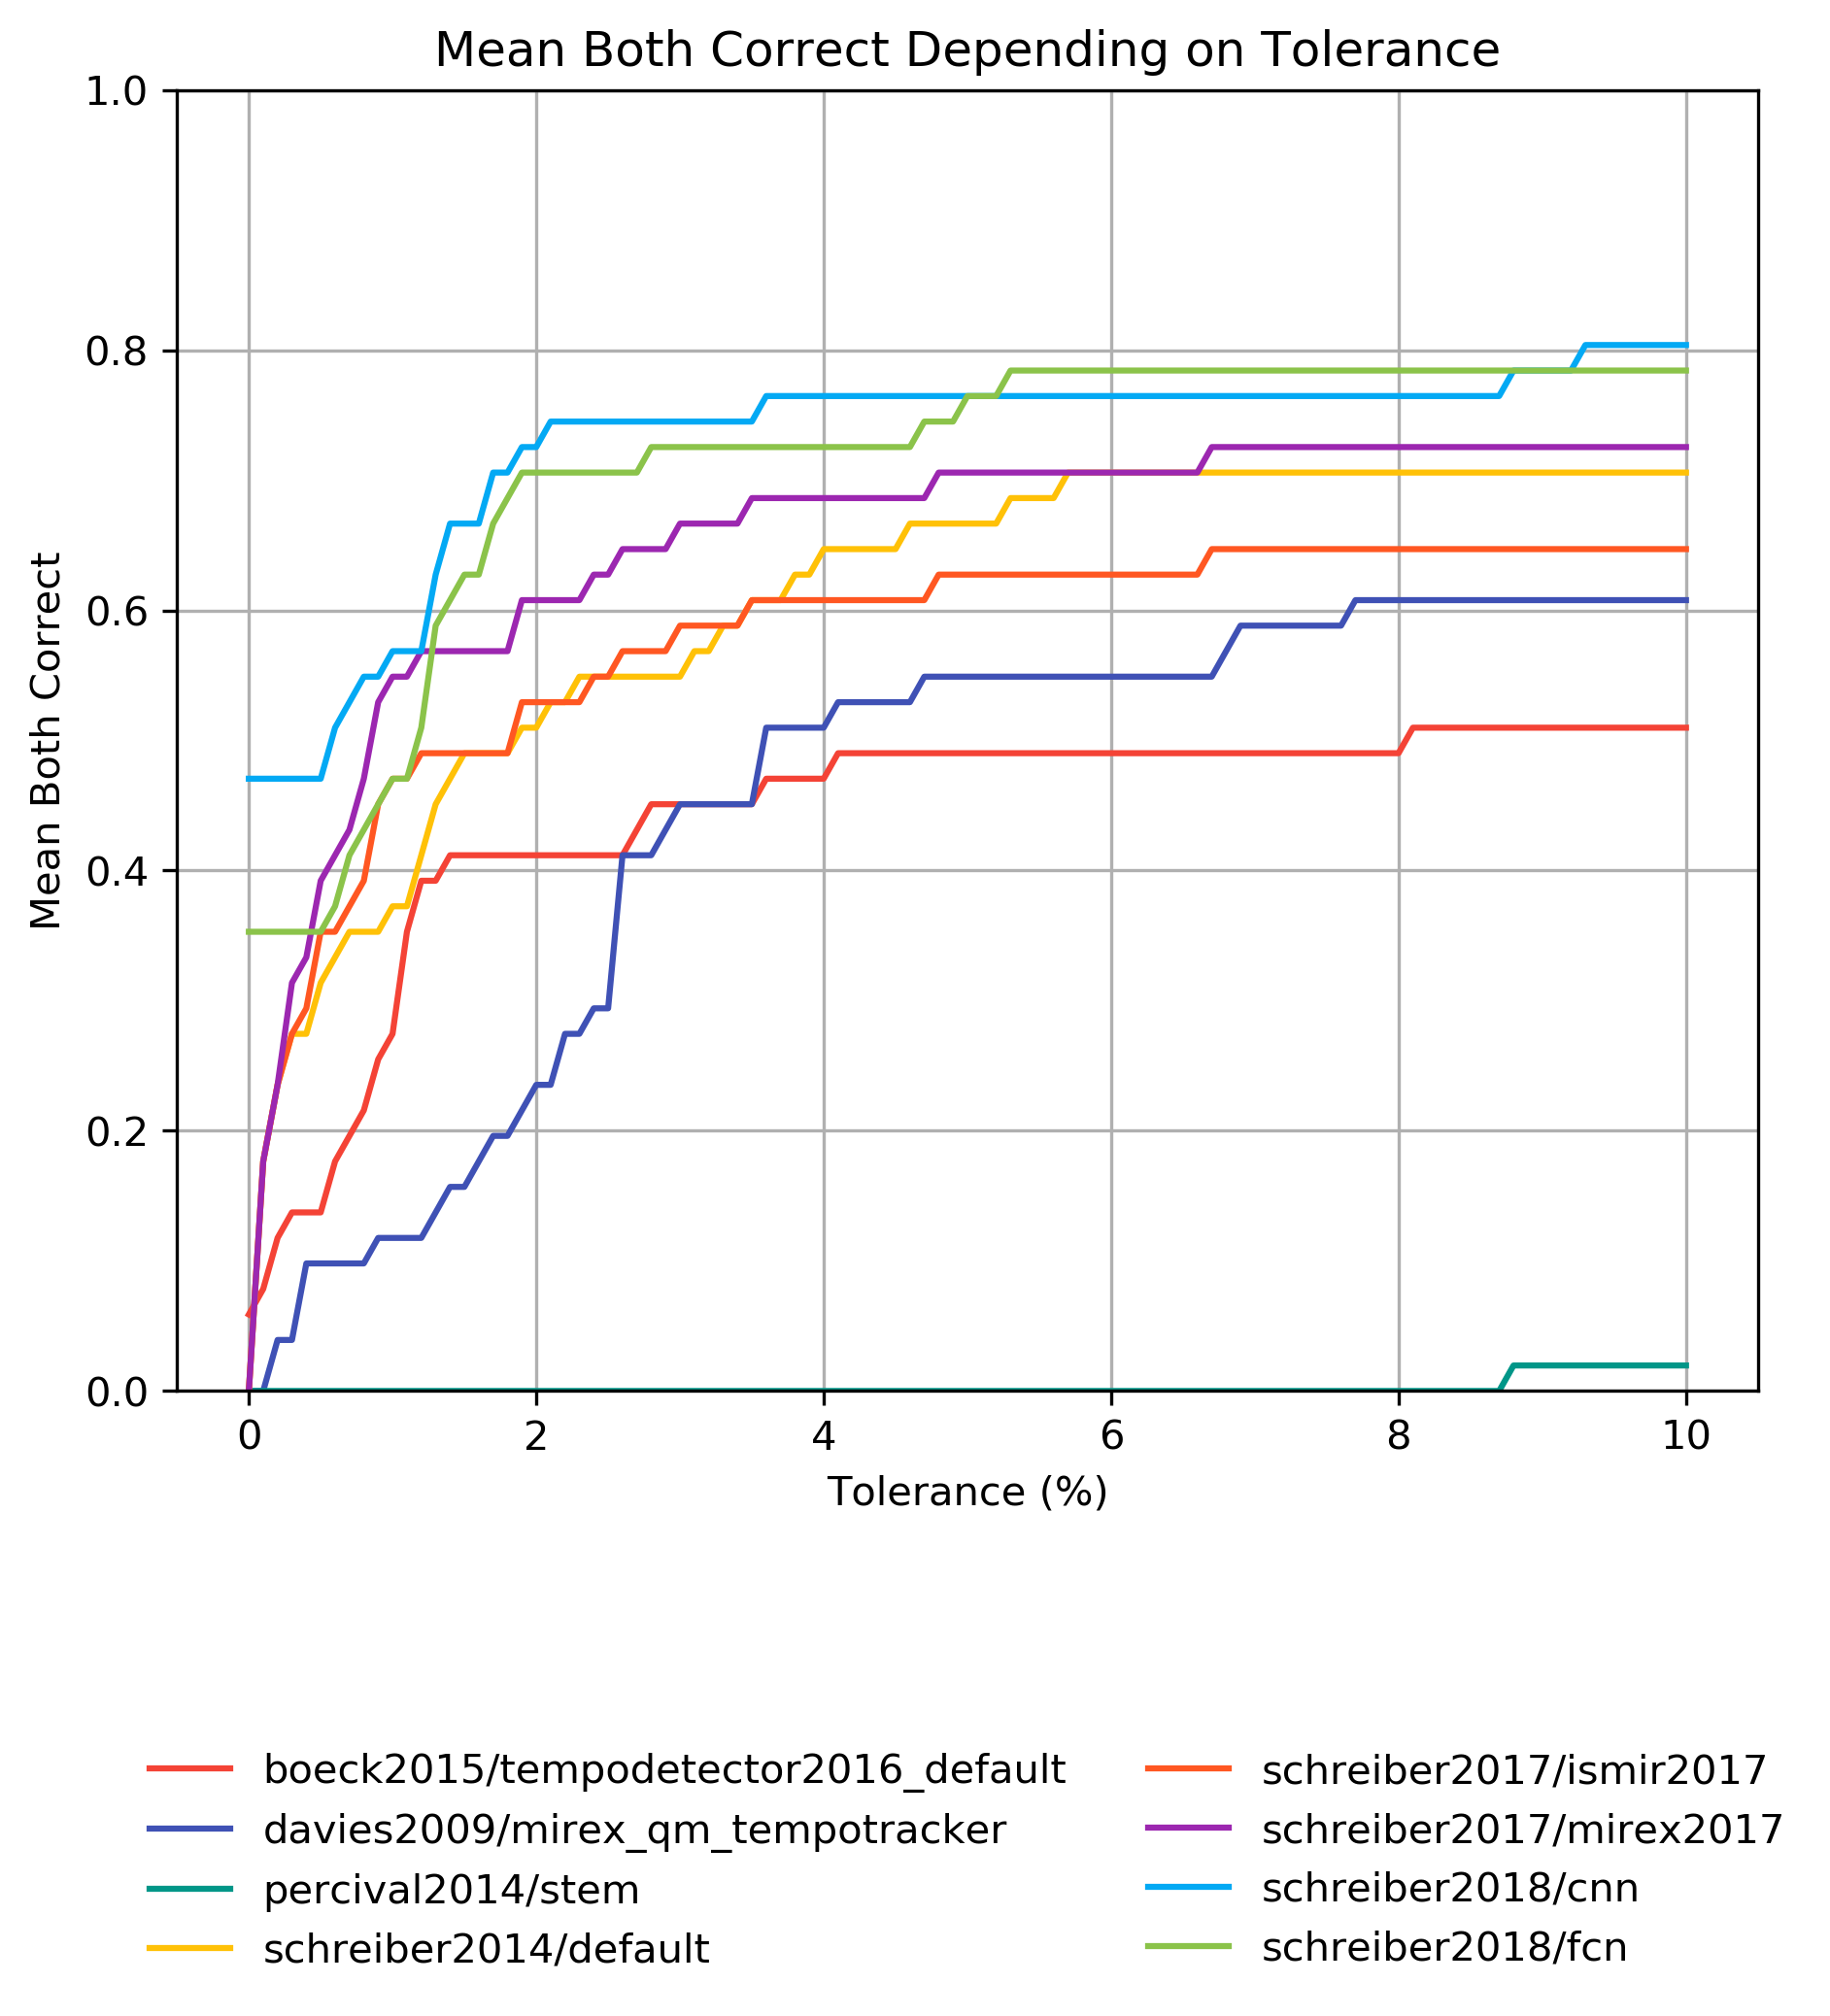 Mean Both Correct Depending on Tolerance
1.0
0.8
0.6
0.4
0.2
0.0
Mean Both Correct
0 2 4 6 8 10
Tolerance (%)
boeck2015/tempodetector2016_default
davies2009/mirex_qm_tempotracker
percival2014/stem
schreiber2014/default
schreiber2017/ismir2017
schreiber2017/mirex2017
schreiber2018/cnn
schreiber2018/fcn